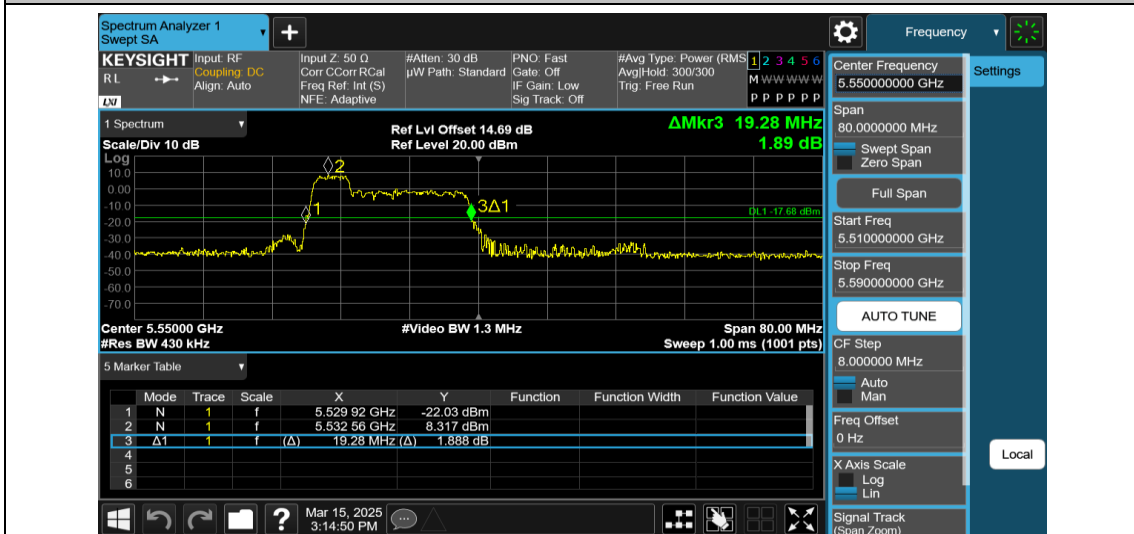 Spectrum Analyzer 1
Swept SA
Frequency
KEYSIGHT
RL
LXI
Input: RF
Coupling: DC
Align: Auto
Input Z: 50 Ω
Corr CCorr RCal
Freq Ref: Int (S)
NFE: Adaptive
#Atten: 30 dB
µW Path: Standard
PNO: Fast
Gate: Off
IF Gain: Low
Sig Track: Off
#Avg Type: Power (RMS
Avg|Hold: 300/300
Trig: Free Run
1 2 3 4 5 6
M W W W W W
P P P P P P
1 Spectrum
Scale/Div 10 dB
Ref Lvl Offset 14.69 dB
Ref Level 20.00 dBm
ΔMkr3 19.28 MHz
1.89 dB
Log
10.0
0.00
-10.0
-20.0
-30.0
-40.0
-50.0
-60.0
-70.0
2
1
3Δ1
DL1 -17.68 dBm
Center 5.55000 GHz
#Res BW 430 kHz
#Video BW 1.3 MHz
Span 80.00 MHz
Sweep 1.00 ms (1001 pts)
5 Marker Table
Mode Trace Scale X Y Function Function Width Function Value
1 N 1 f 5.529 92 GHz -22.03 dBm
2 N 1 f 5.532 56 GHz 8.317 dBm
3 Δ1 1 f (Δ) 19.28 MHz (Δ) 1.888 dB
4
5
6
Mar 15, 2025
3:14:50 PM
Center Frequency
5.550000000 GHz
Span
80.0000000 MHz
Swept Span
Zero Span
Full Span
Start Freq
5.510000000 GHz
Stop Freq
5.590000000 GHz
AUTO TUNE
CF Step
8.000000 MHz
Auto
Man
Freq Offset
0 Hz
X Axis Scale
Log
Lin
Signal Track
(Span Zoom)
Settings
Local